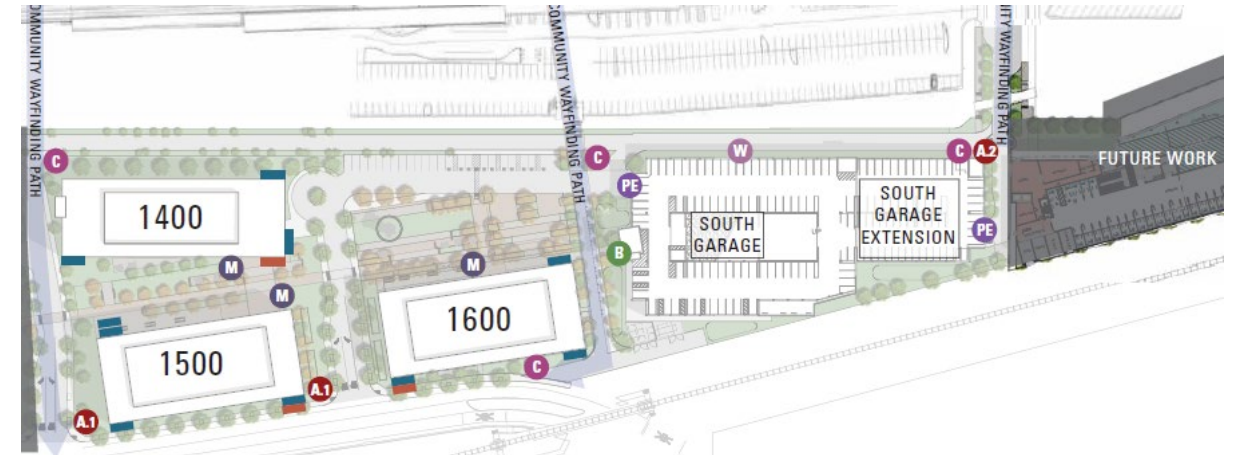 COMMUNITY WAYFINDING PATH
COMMUNITY WAYFINDING PATH
TY WAYFINDING PATH
C
C
W
C
A.2
FUTURE WORK
PE
1400
SOUTH
GARAGE
SOUTH
GARAGE
EXTENSION
PE
B
M
M
M
1600
1500
C
A.1
A.1